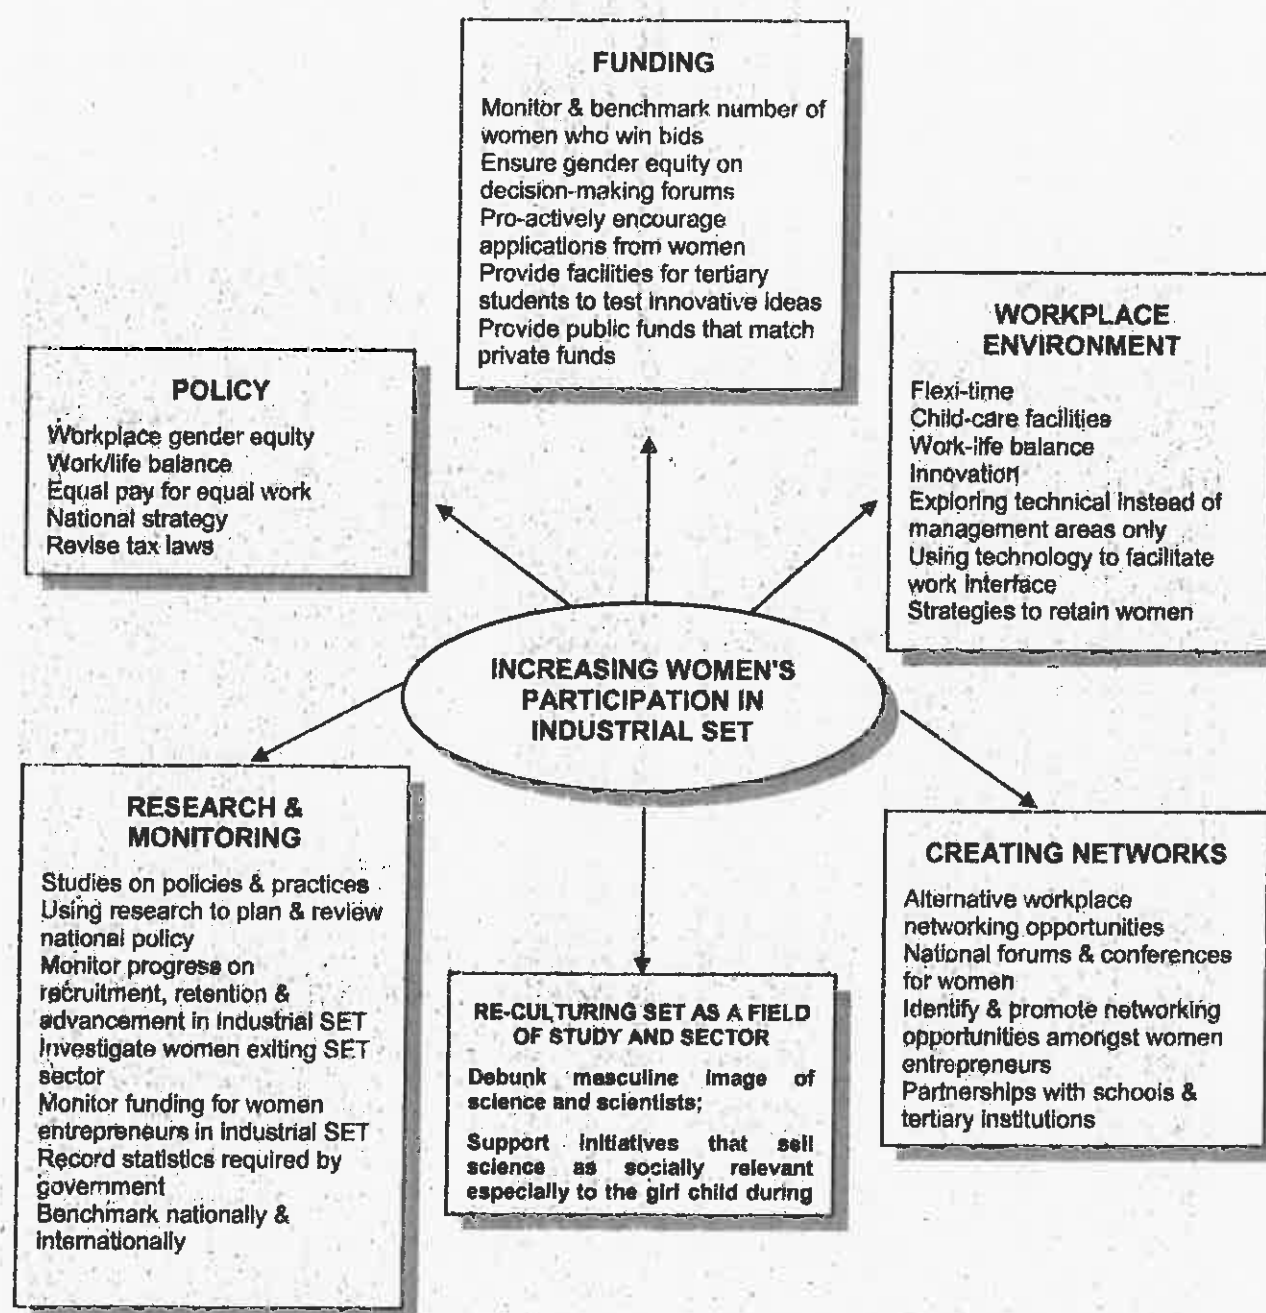 FUNDING
Monitor & benchmark number of
women who win bids
Ensure gender equity on
decision-making forums
Pro-actively encourage
applications from women
Provide facilities for tertiary
students to test innovative ideas
Provide public funds that match
private funds
POLICY
Workplace gender equity
Work/life balance
Equal pay for equal work
National strategy
Revise tax laws
WORKPLACE
ENVIRONMENT
Flexi-time
Child-care facilities
Work-life balance
Innovation
Exploring technical instead of
management areas only
Using technology to facilitate
work interface
Strategies to retain women
INCREASING WOMEN'S
PARTICIPATION IN
INDUSTRIAL SET
RESEARCH &
MONITORING
Studies on policies & practices
Using research to plan & review
national policy
Monitor progress on
recruitment, retention &
advancement in industrial SET
Investigate women exiting SET
sector
Monitor funding for women
entrepreneurs in industrial SET
Record statistics required by
government
Benchmark nationally &
internationally
RE-CULTURING SET AS A FIELD
OF STUDY AND SECTOR
Debunk masculine image of
science and scientists;
Support initiatives that sell
science as socially relevant
especially to the girl child during
CREATING NETWORKS
Alternative workplace
networking opportunities
National forums & conferences
for women
Identify & promote networking
opportunities amongst women
entrepreneurs
Partnerships with schools &
tertiary institutions